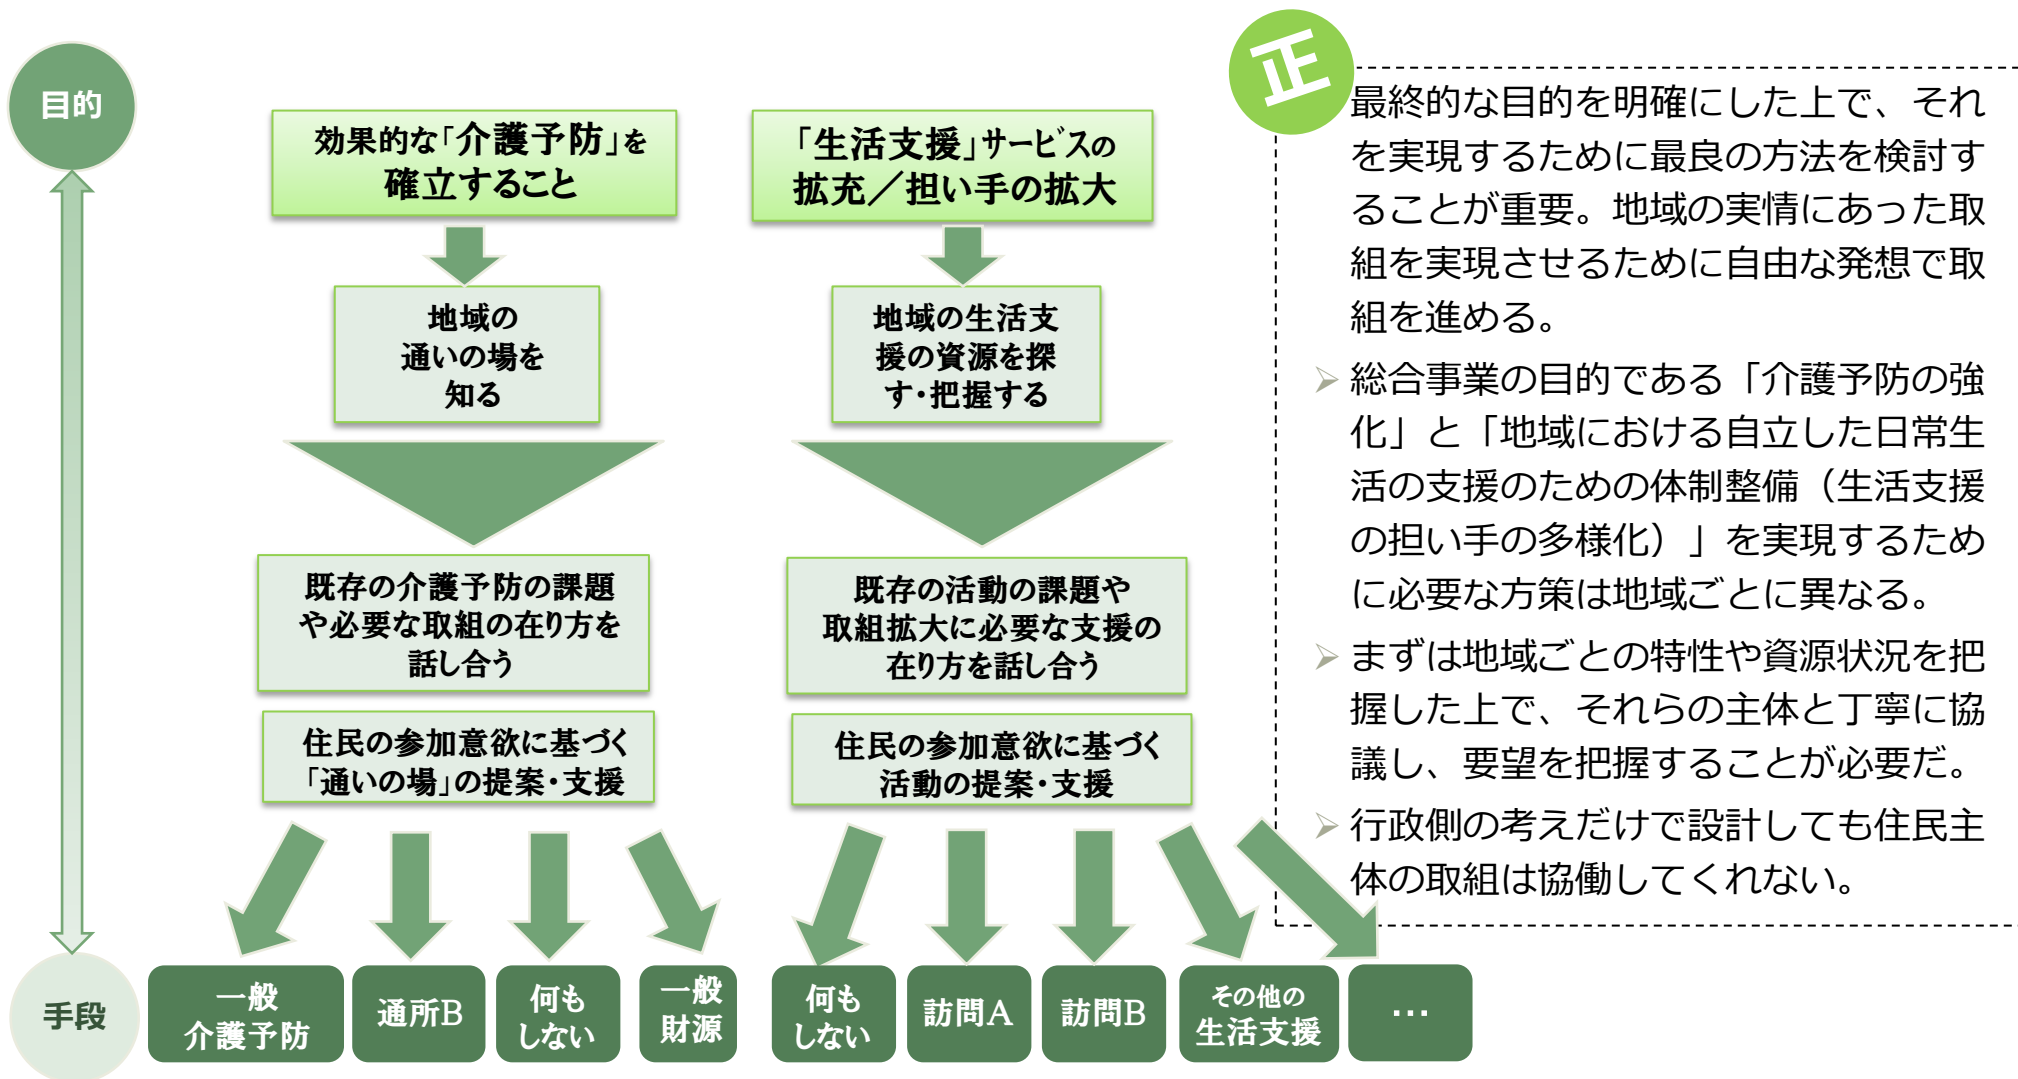 目的
効果的な「介護予防」を
確立すること
地域の
通いの場を
知る
既存の介護予防の課題
や必要な取組の在り方を
話し合う
住民の参加意欲に基づく
「通いの場」の提案・支援
「生活支援」サービスの
拡充／担い手の拡大
地域の生活支
援の資源を探
す・把握する
既存の活動の課題や
取組拡大に必要な支援の
在り方を話し合う
住民の参加意欲に基づく
活動の提案・支援
正
最終的な目的を明確にした上で、それ
を実現するために最良の方法を検討す
ることが重要。地域の実情にあった取
組を実現させるために自由な発想で取
組を進める。
総合事業の目的である「介護予防の強
化」と「地域における自立した日常生
活の支援のための体制整備（生活支援
の担い手の多様化）」を実現するため
に必要な方策は地域ごとに異なる。
まずは地域ごとの特性や資源状況を把
握した上で、それらの主体と丁寧に協
議し、要望を把握することが必要だ。
行政側の考えだけで設計しても住民主
体の取組は協働してくれない。
手段
一般
介護予防
通所B
何も
しない
一般
財源
何も
しない
訪問A
訪問B
その他の
生活支援
…